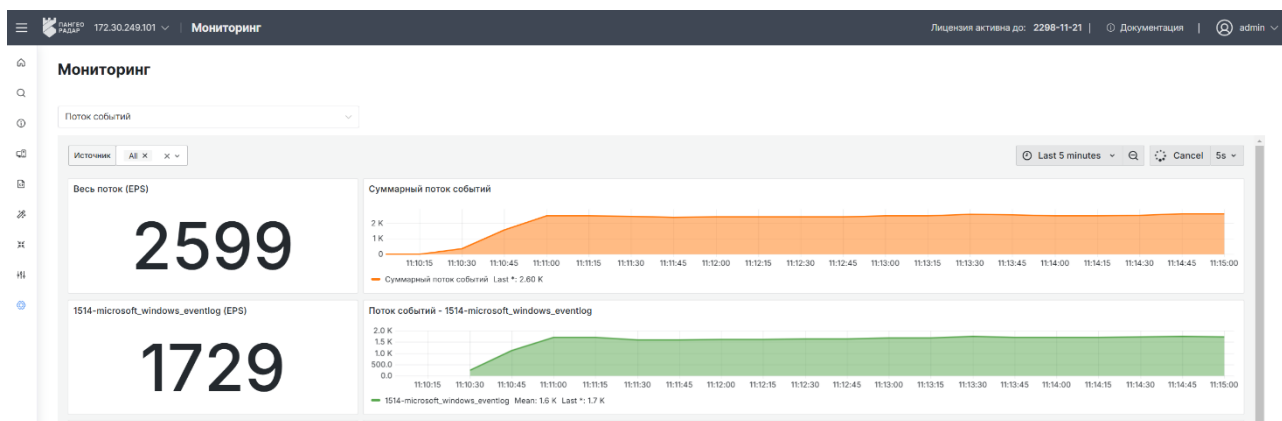 ПАНГЕО РАДАР 172.30.249.101 Мониторинг Лицензия активна до: 2298-11-21 | Документация | admin
Мониторинг
Поток событий
Источник All × × Last 5 minutes Cancel 5s
Весь поток (EPS)
2599
Суммарный поток событий
2 K
1 K
0
11:10:15 11:10:30 11:10:45 11:11:00 11:11:15 11:11:30 11:11:45 11:12:00 11:12:15 11:12:30 11:12:45 11:13:00 11:13:15 11:13:30 11:13:45 11:14:00 11:14:15 11:14:30 11:14:45 11:15:00
Суммарный поток событий Last *: 2.60 K
1514-microsoft_windows_eventlog (EPS)
1729
Поток событий - 1514-microsoft_windows_eventlog
2.0 K
1.5 K
1.0 K
500.0
0.0
11:10:15 11:10:30 11:10:45 11:11:00 11:11:15 11:11:30 11:11:45 11:12:00 11:12:15 11:12:30 11:12:45 11:13:00 11:13:15 11:13:30 11:13:45 11:14:00 11:14:15 11:14:30 11:14:45 11:15:00
1514-microsoft_windows_eventlog Mean: 1.6 K Last *: 1.7 K